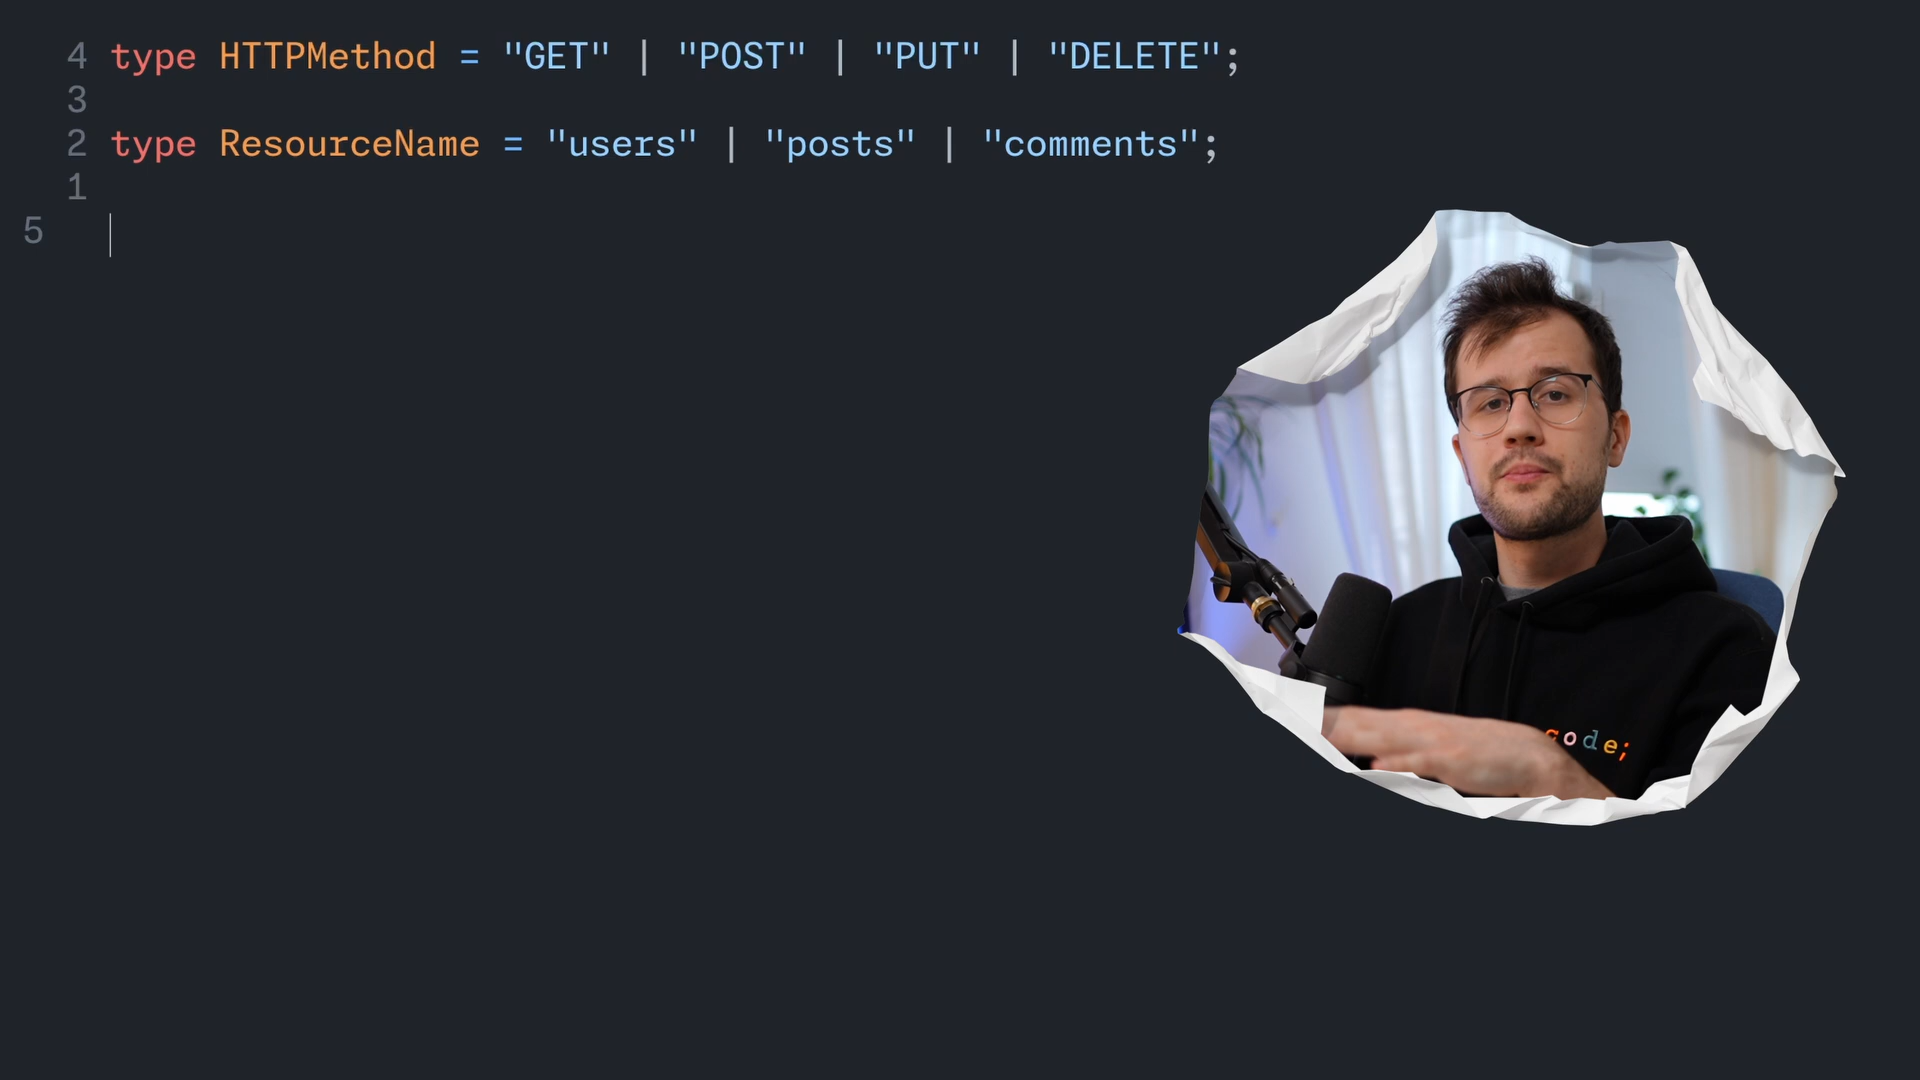 4 type HTTPMethod = "GET" | "POST" | "PUT" | "DELETE";
3
2 type ResourceName = "users" | "posts" | "comments";
1
5
code;